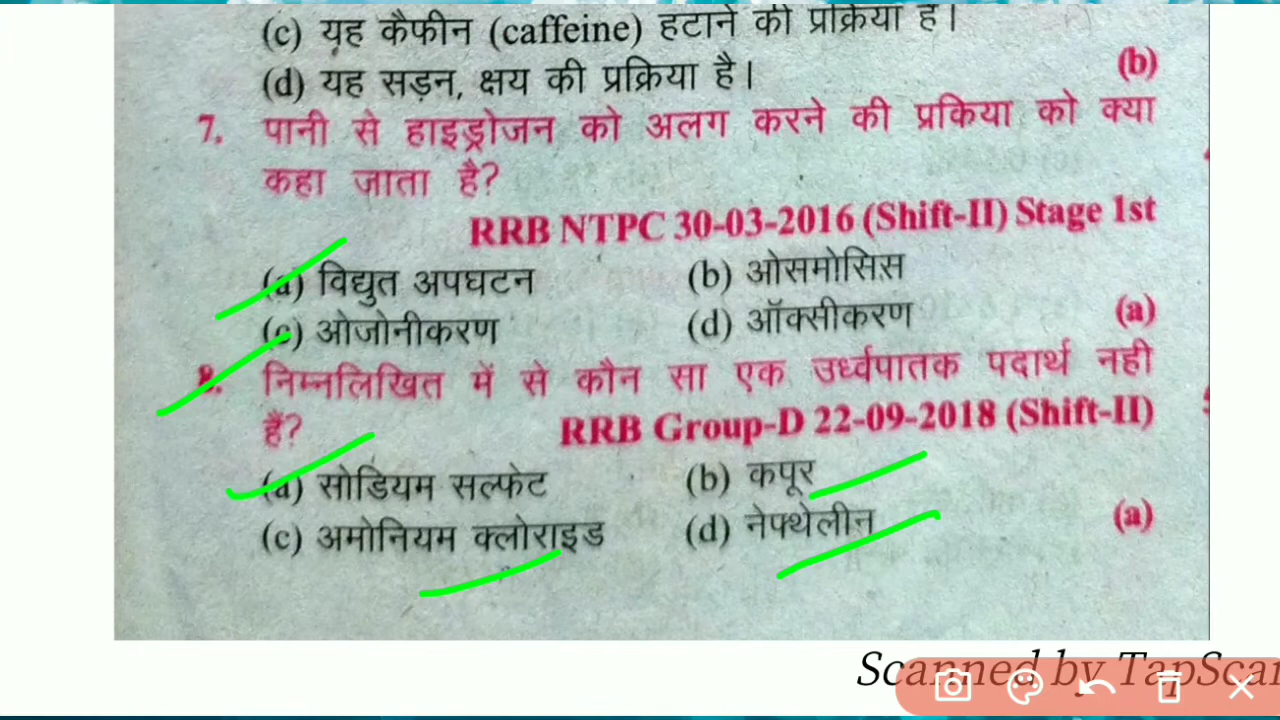 (c) यह कैफीन (caffeine) हटाने की प्रक्रिया है।
(d) यह सड़न, क्षय की प्रक्रिया है। (b)
7. पानी से हाइड्रोजन को अलग करने की प्रकिया को क्या
कहा जाता है?
RRB NTPC 30-03-2016 (Shift-II) Stage 1st
(a) विद्युत अपघटन (b) ओसमोसिस
(c) ओजोनीकरण (d) ऑक्सीकरण (a)
8. निम्नलिखित में से कौन सा एक उर्ध्वपातक पदार्थ नही
हैं? RRB Group-D 22-09-2018 (Shift-II)
(a) सोडियम सल्फेट (b) कपूर
(c) अमोनियम क्लोराइड (d) नेफ्थेलीन (a)
Scanned by TapScan